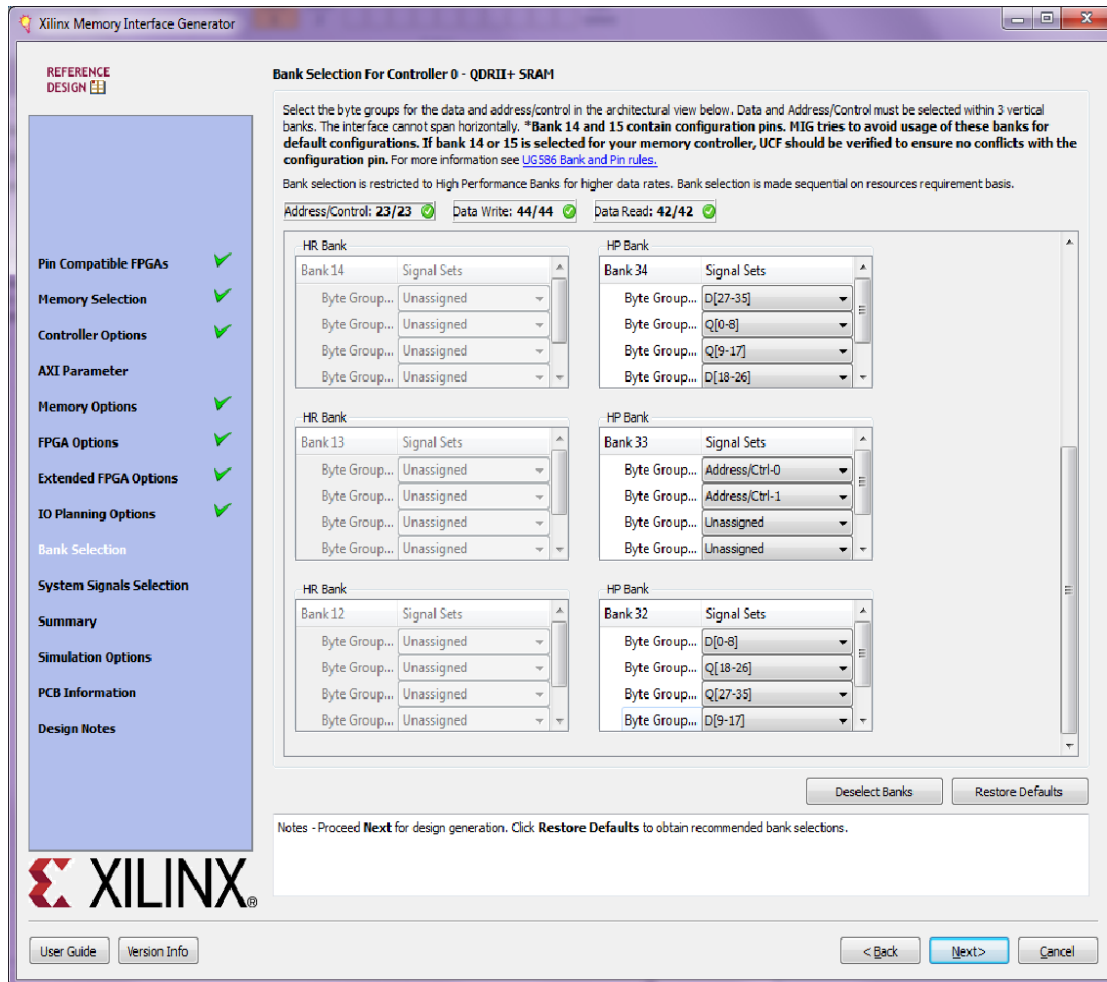 Xilinx Memory Interface Generator
REFERENCE
DESIGN
Pin Compatible FPGAs
Memory Selection
Controller Options
AXI Parameter
Memory Options
FPGA Options
Extended FPGA Options
IO Planning Options
Bank Selection
System Signals Selection
Summary
Simulation Options
PCB Information
Design Notes
XILINX®
Bank Selection For Controller 0 - QDRII+ SRAM
Select the byte groups for the data and address/control in the architectural view below. Data and Address/Control must be selected within 3 vertical
banks. The interface cannot span horizontally. *Bank 14 and 15 contain configuration pins. MIG tries to avoid usage of these banks for
default configurations. If bank 14 or 15 is selected for your memory controller, UCF should be verified to ensure no conflicts with the
configuration pin. For more information see UG586 Bank and Pin rules.
Bank selection is restricted to High Performance Banks for higher data rates. Bank selection is made sequential on resources requirement basis.
Address/Control: 23/23 Data Write: 44/44 Data Read: 42/42
HR Bank
Bank 14 Signal Sets
Byte Group... Unassigned
Byte Group... Unassigned
Byte Group... Unassigned
Byte Group... Unassigned
HP Bank
Bank 34 Signal Sets
Byte Group... D[27-35]
Byte Group... Q[0-8]
Byte Group... Q[9-17]
Byte Group... D[18-26]
HR Bank
Bank 13 Signal Sets
Byte Group... Unassigned
Byte Group... Unassigned
Byte Group... Unassigned
Byte Group... Unassigned
HP Bank
Bank 33 Signal Sets
Byte Group... Address/Ctrl-0
Byte Group... Address/Ctrl-1
Byte Group... Unassigned
Byte Group... Unassigned
HR Bank
Bank 12 Signal Sets
Byte Group... Unassigned
Byte Group... Unassigned
Byte Group... Unassigned
Byte Group... Unassigned
HP Bank
Bank 32 Signal Sets
Byte Group... D[0-8]
Byte Group... Q[18-26]
Byte Group... Q[27-35]
Byte Group... D[9-17]
Deselect Banks Restore Defaults
Notes - Proceed Next for design generation. Click Restore Defaults to obtain recommended bank selections.
User Guide Version Info < Back Next> Cancel